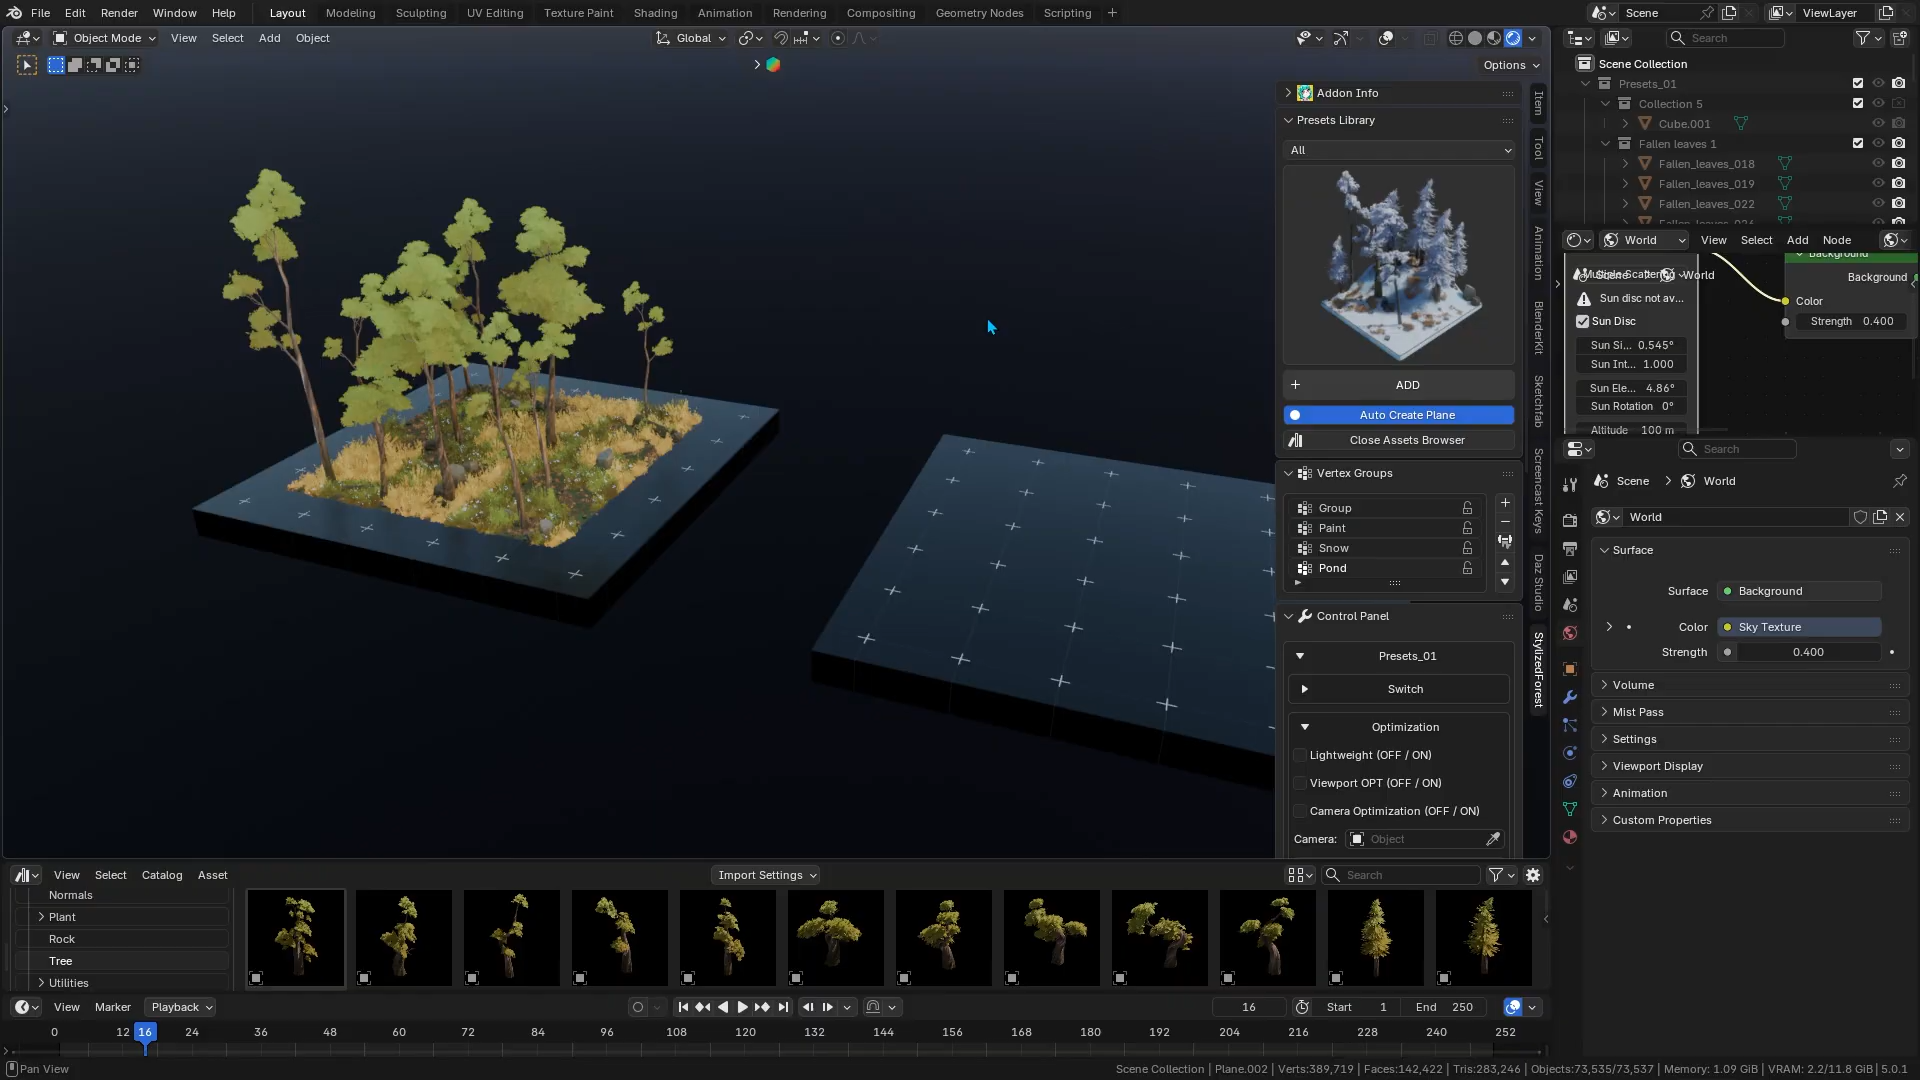 File Edit Render Window Help Layout Modeling Sculpting UV Editing Texture Paint Shading Animation Rendering Compositing Geometry Nodes Scripting + Scene ViewLayer
Object Mode View Select Add Object Global Search
Options
Scene Collection
Presets_01
Collection 5
Cube.001
Fallen leaves 1
Fallen_leaves_018
Fallen_leaves_019
Fallen_leaves_022
World View Select Add Node
Background
Multiple Scattering
Scene World
Background
Sun disc not av...
Color
Sun Disc
Strength 0.400
Sun Si... 0.545°
Sun Int... 1.000
Sun Ele... 4.86°
Sun Rotation 0°
Altitude 100 m
Search
Scene > World
World
Surface
Surface Background
Color Sky Texture
Strength 0.400
Volume
Mist Pass
Settings
Viewport Display
Animation
Custom Properties
Addon Info
Presets Library
All
+ ADD
Auto Create Plane
Close Assets Browser
Vertex Groups
Group
Paint
Snow
Pond
Control Panel
Presets_01
Switch
Optimization
Lightweight (OFF / ON)
Viewport OPT (OFF / ON)
Camera Optimization (OFF / ON)
Camera: Object
Item
Tool
View
Animation
BlenderKit
Sketchfab
Screencast Keys
Daz Studio
StylizedForest
View Select Catalog Asset Import Settings Search
Normals
Plant
Rock
Tree
Utilities
View Marker Playback 16 Start 1 End 250
0 12 16 24 36 48 60 72 84 96 108 120 132 144 156 168 180 192 204 216 228 240 252
Pan View Scene Collection | Plane.002 | Verts:389,719 | Faces:142,422 | Tris:283,246 | Objects:73,535/73,537 | Memory: 1.09 GiB | VRAM: 2.2/11.8 GiB | 5.0.1